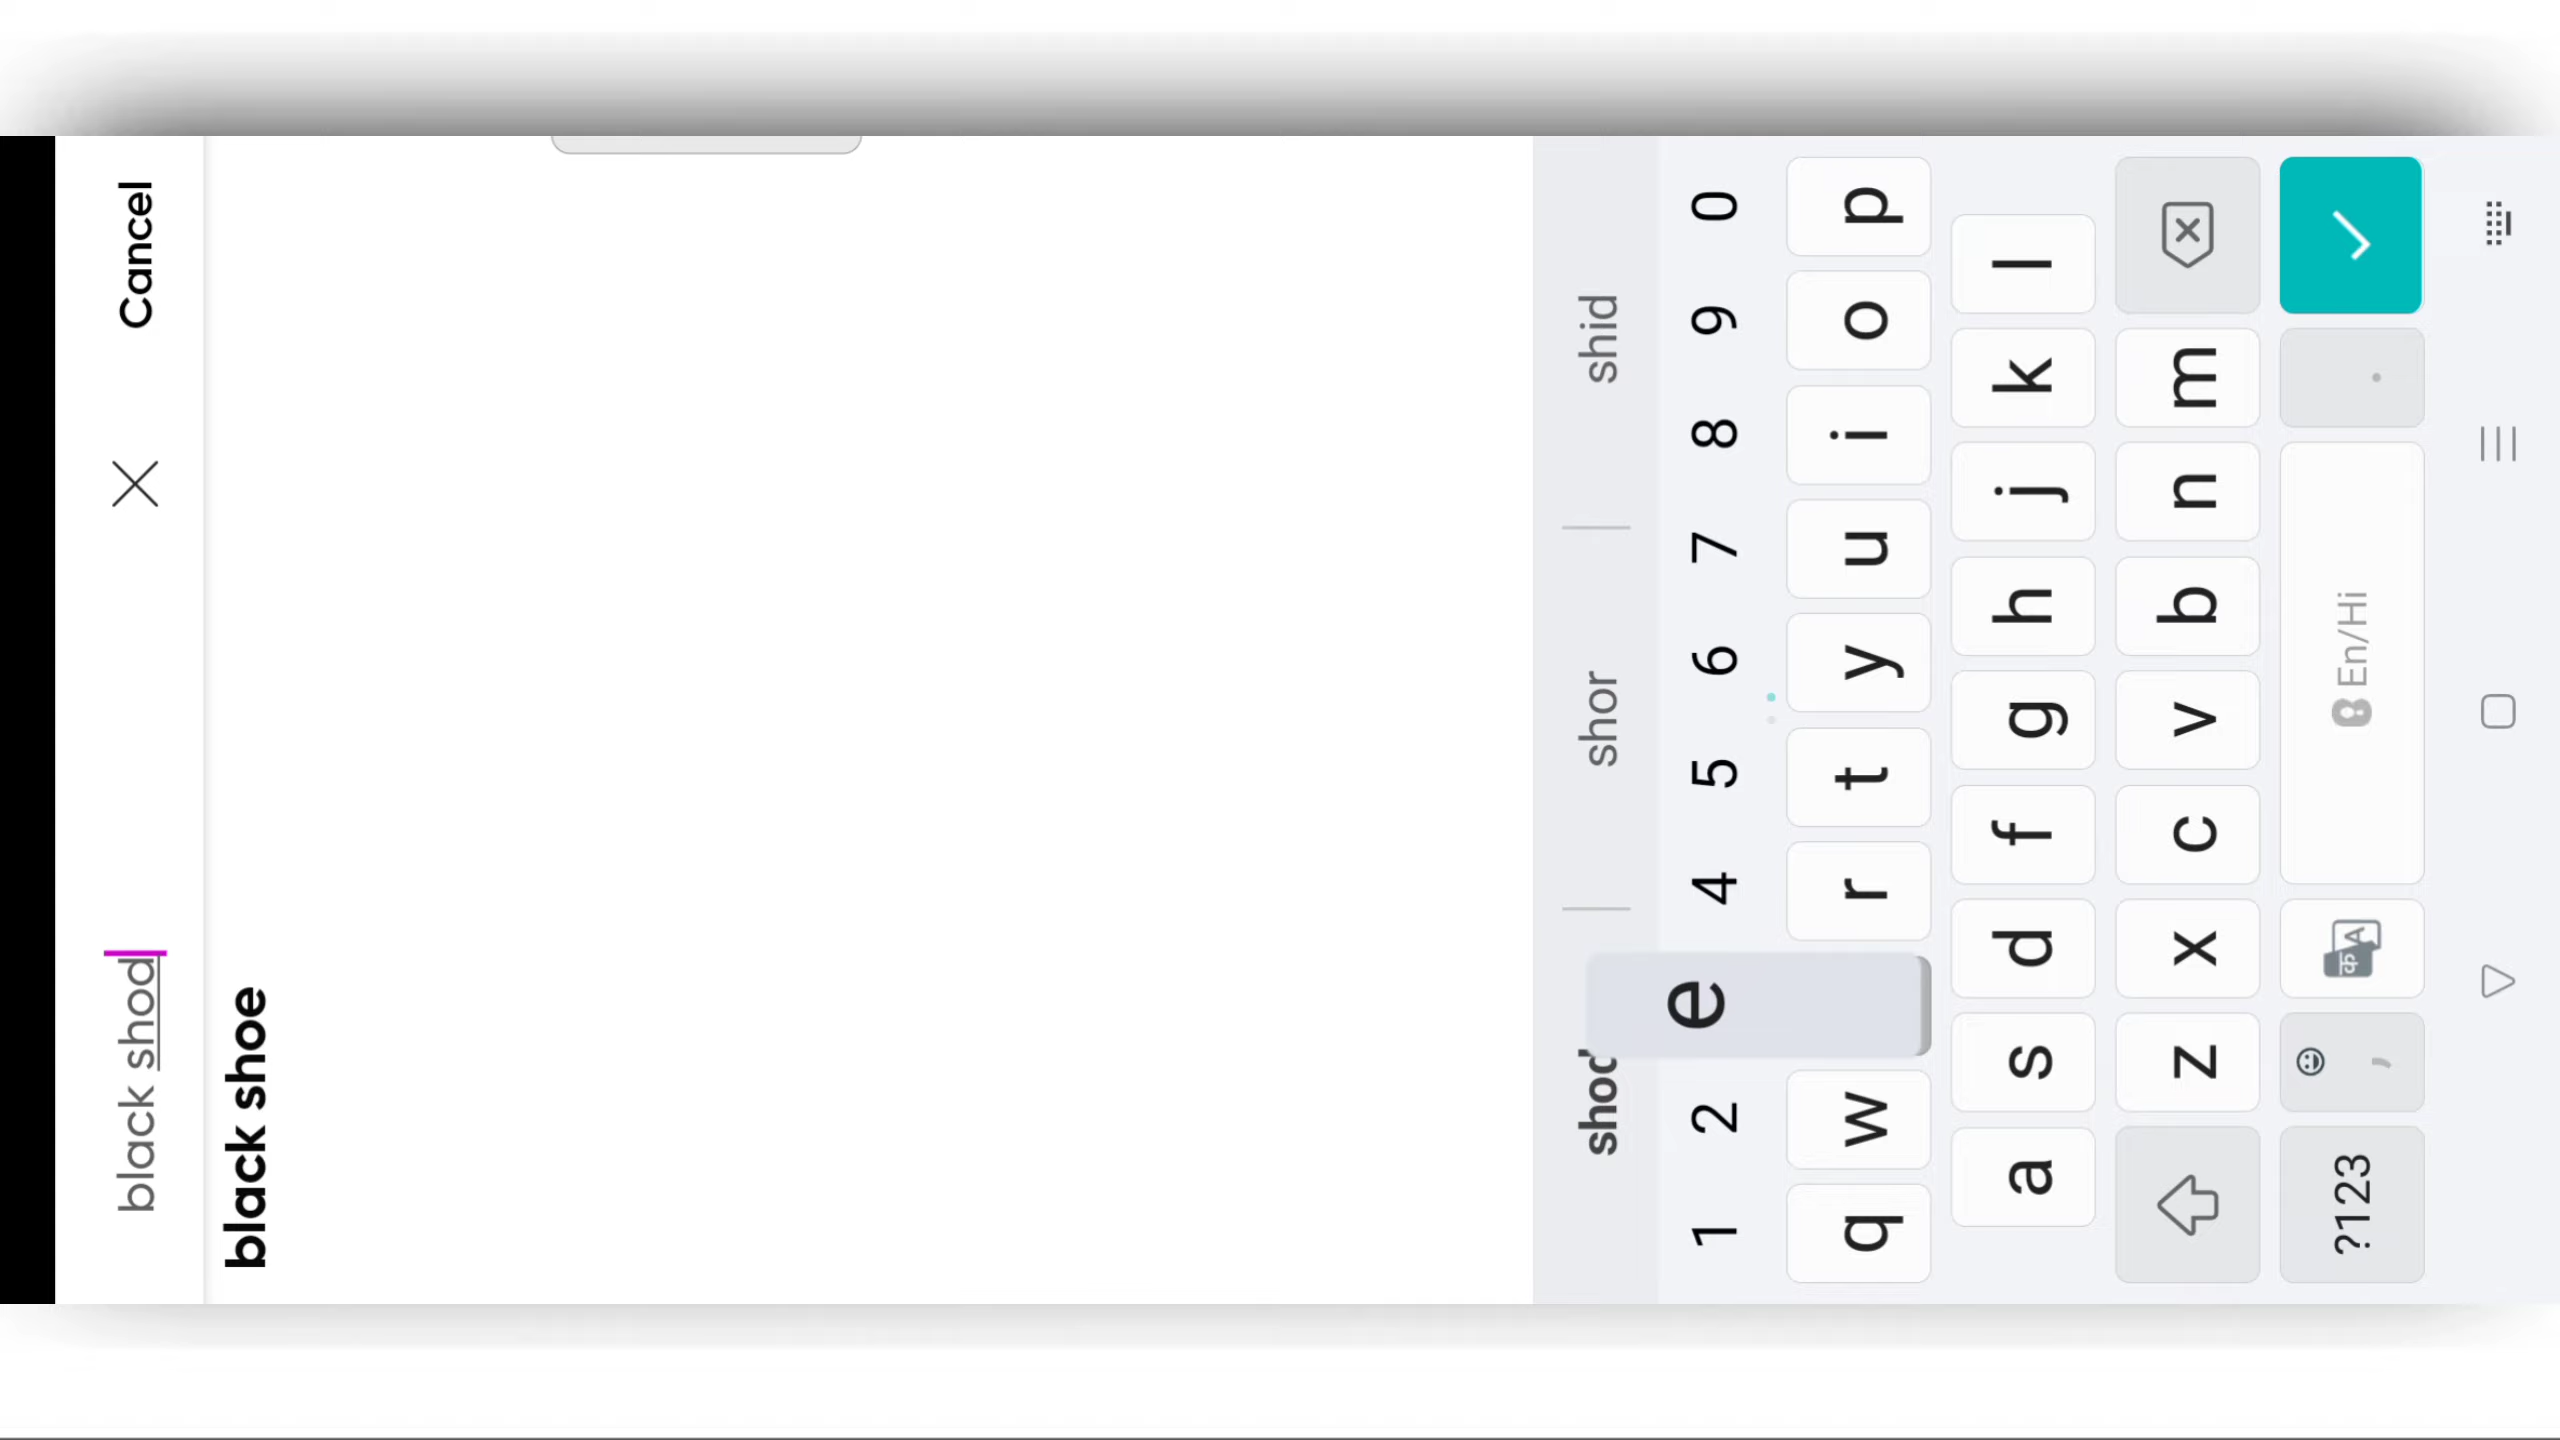 black shod
Cancel
black shoe
shod
shor
shid
1 2 4 5 6 7 8 9 0
q w e r t y u i o p
a s d f g h j k l
z x c v b n m
?123 , क A En/Hi .